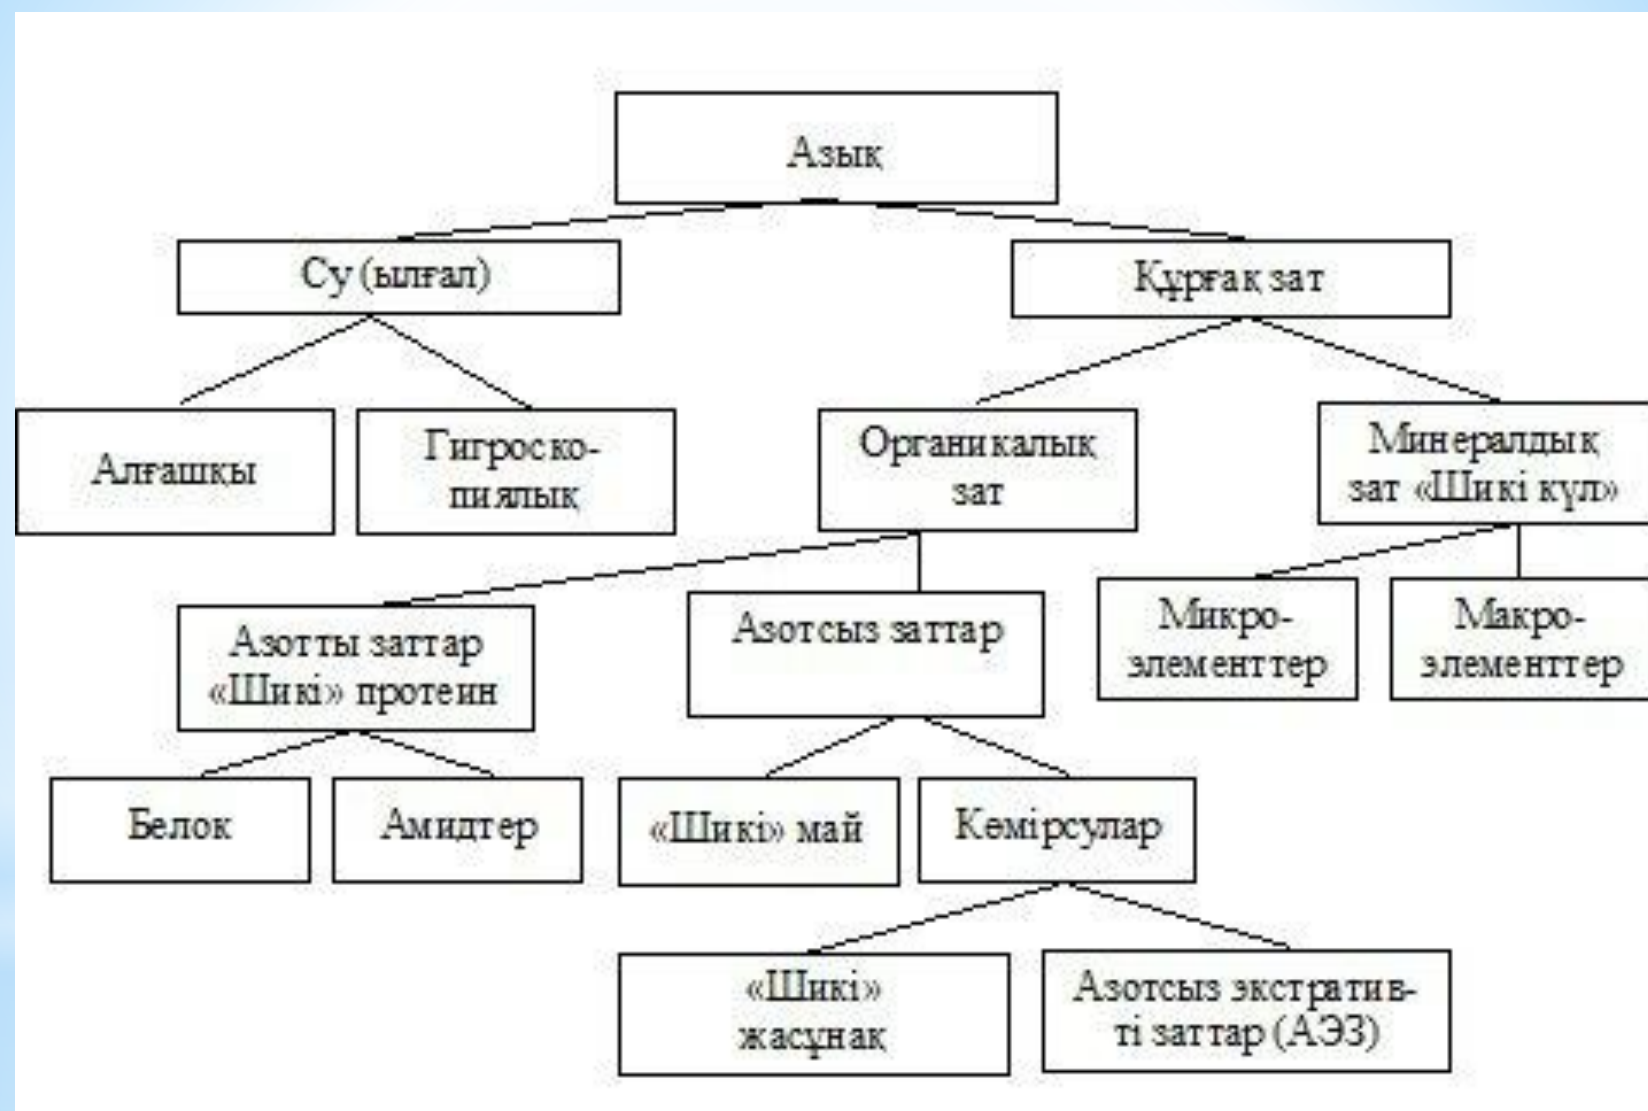 Азық
Су (ылғал)
Құрғақ зат
Алғашқы
Гигроско-
пиялық
Органикалық
зат
Минералдық
зат «Шикі күл»
Азотты заттар
«Шикі» протеин
Азотсыз заттар
Микро-
элементтер
Макро-
элементтер
Белок
Амидтер
«Шикі» май
Көмірсулар
«Шикі»
жасұнақ
Азотсыз экстратив-
ті заттар (АЭЗ)